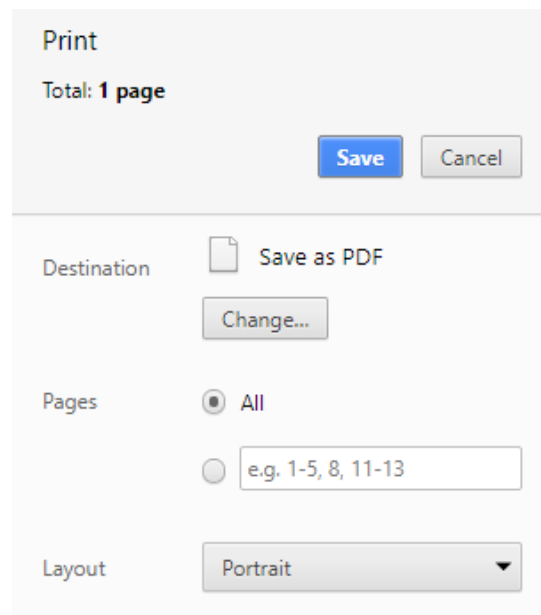 Print
Total: 1 page
Save Cancel
Destination Save as PDF
Change...
Pages All
e.g. 1-5, 8, 11-13
Layout Portrait